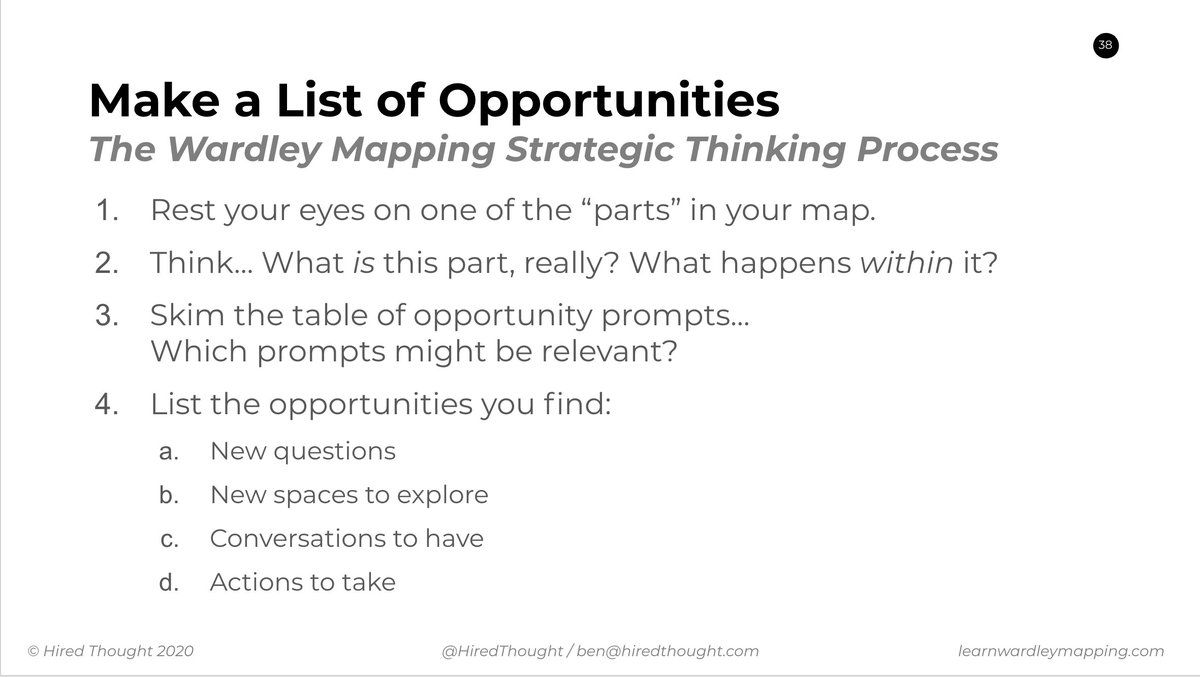 38
Make a List of Opportunities
The Wardley Mapping Strategic Thinking Process
1. Rest your eyes on one of the “parts” in your map.
2. Think... What is this part, really? What happens within it?
3. Skim the table of opportunity prompts...
Which prompts might be relevant?
4. List the opportunities you find:
a. New questions
b. New spaces to explore
c. Conversations to have
d. Actions to take
© Hired Thought 2020 @HiredThought / ben@hiredthought.com learnwardleymapping.com